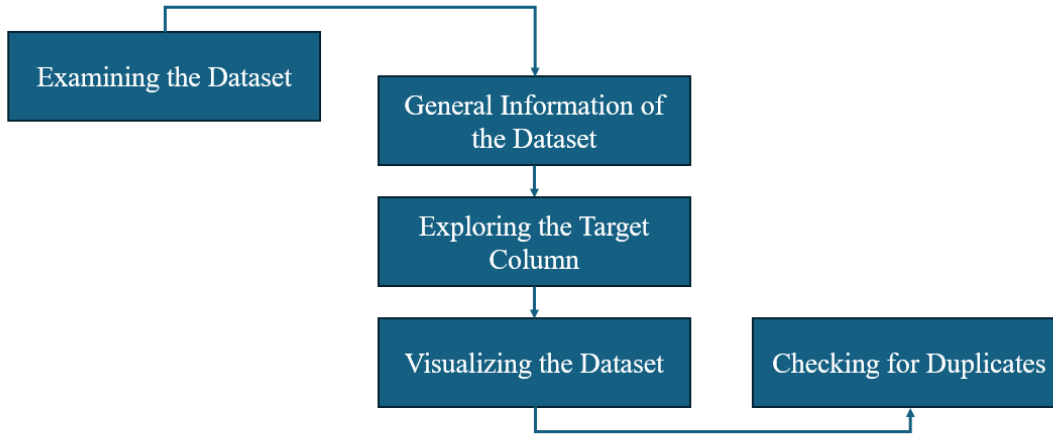 Examining the Dataset
General Information of
the Dataset
Exploring the Target
Column
Visualizing the Dataset
Checking for Duplicates